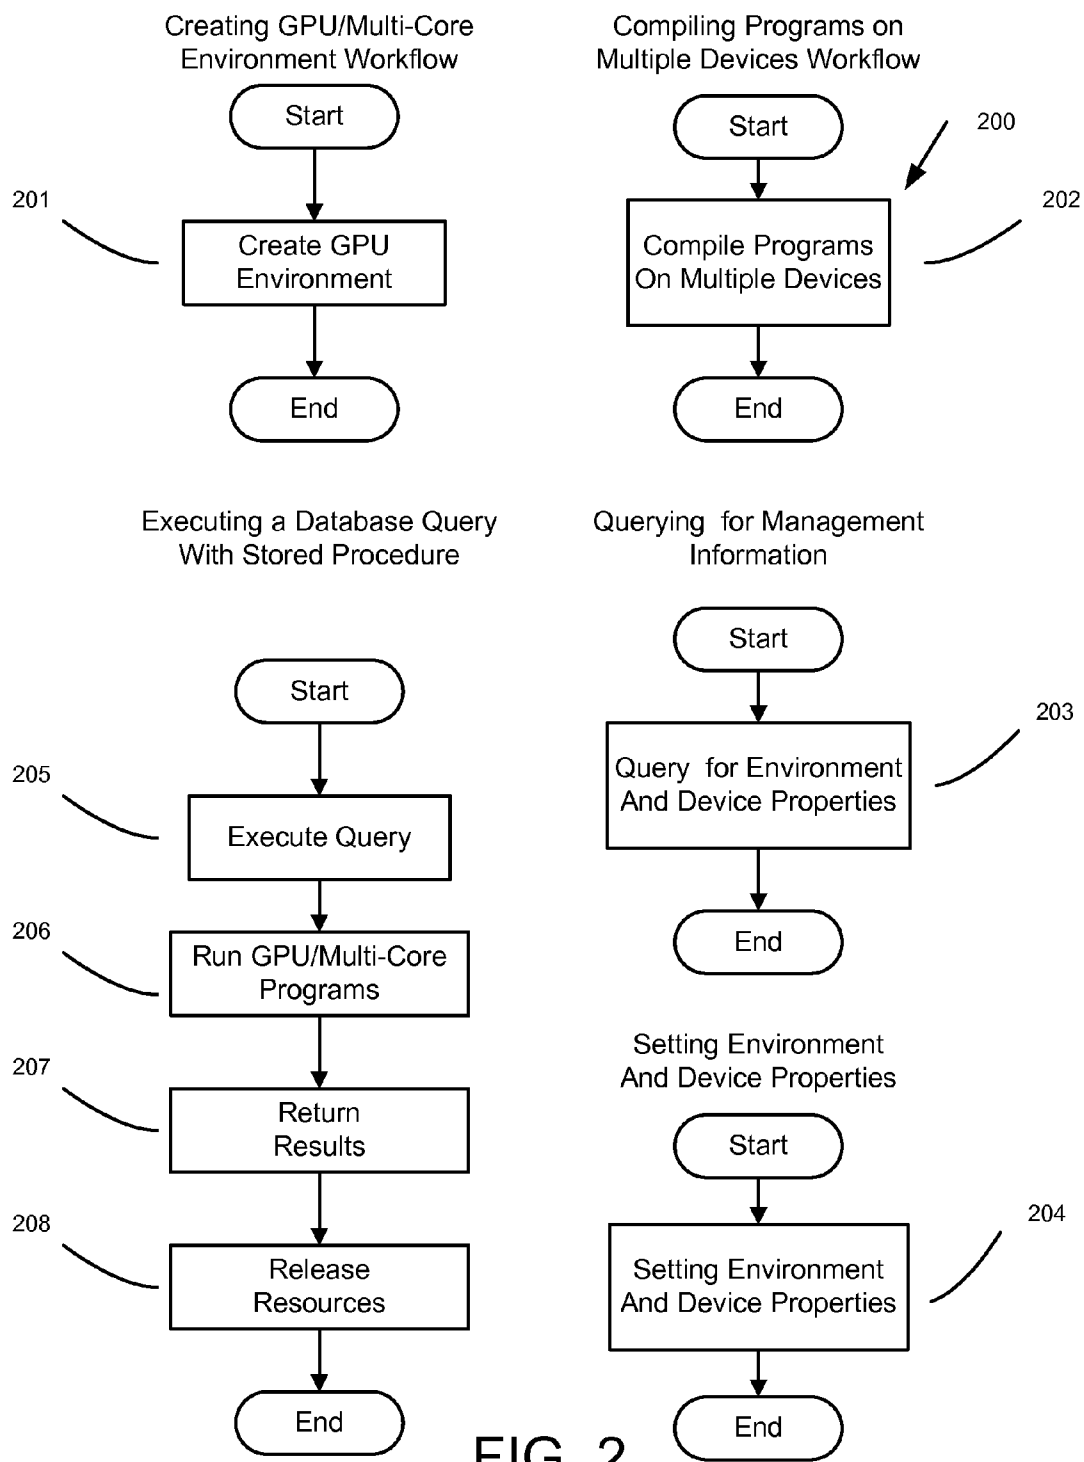 Creating GPU/Multi-Core
Environment Workflow
Start
201
Create GPU
Environment
End
Compiling Programs on
Multiple Devices Workflow
Start
200
202
Compile Programs
On Multiple Devices
End
Executing a Database Query
With Stored Procedure
Start
205
Execute Query
206
Run GPU/Multi-Core
Programs
207
Return
Results
208
Release
Resources
End
Querying for Management
Information
Start
203
Query for Environment
And Device Properties
End
Setting Environment
And Device Properties
Start
204
Setting Environment
And Device Properties
End
FIG. 2